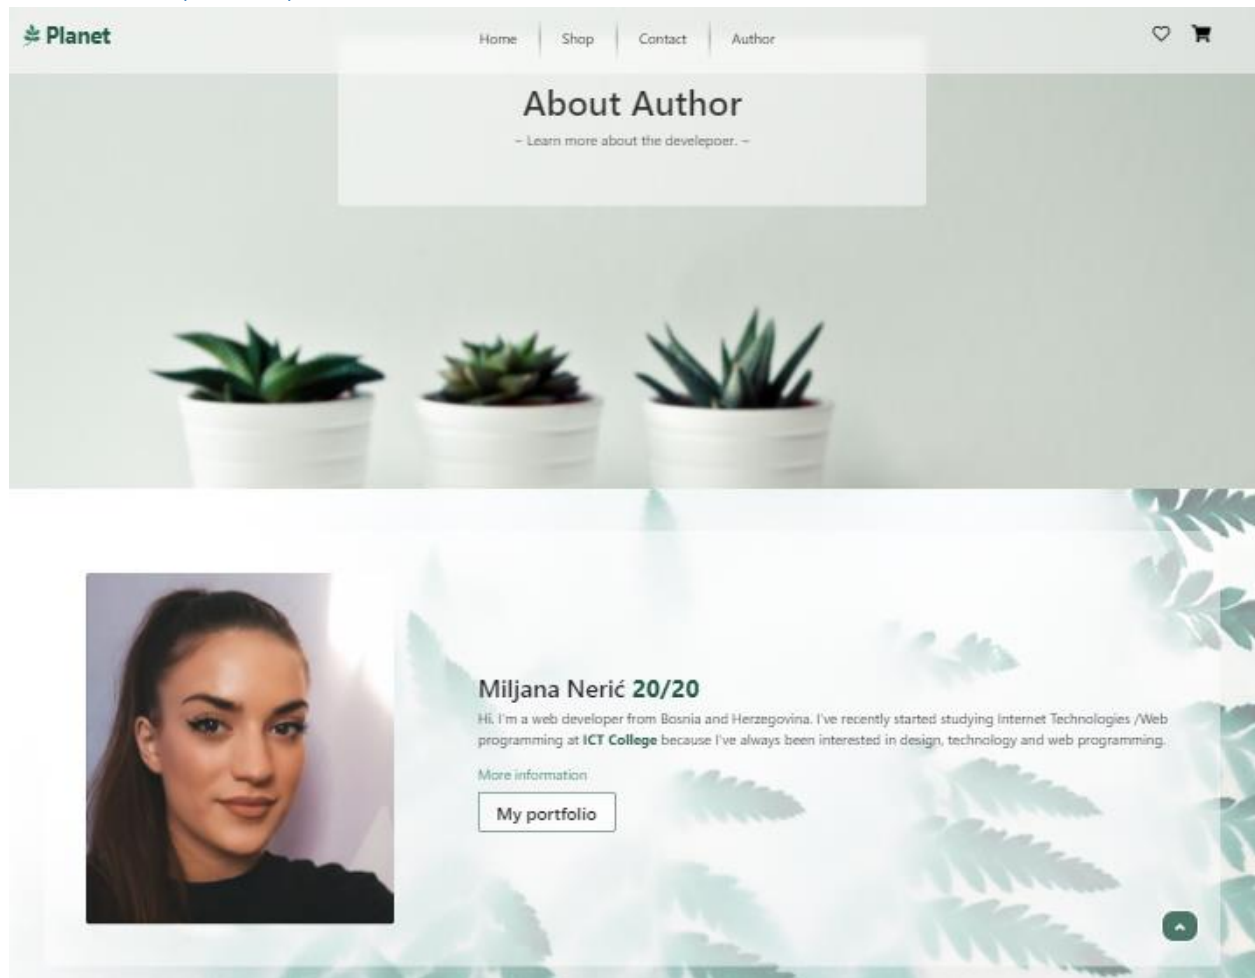 Planet
Home
Shop
Contact
Author
About Author
~ Learn more about the develepoer. ~
Miljana Nerić 20/20
Hi. I'm a web developer from Bosnia and Herzegovina. I've recently started studying Internet Technologies /Web
programming at ICT College because I've always been interested in design, technology and web programming.
More information
My portfolio